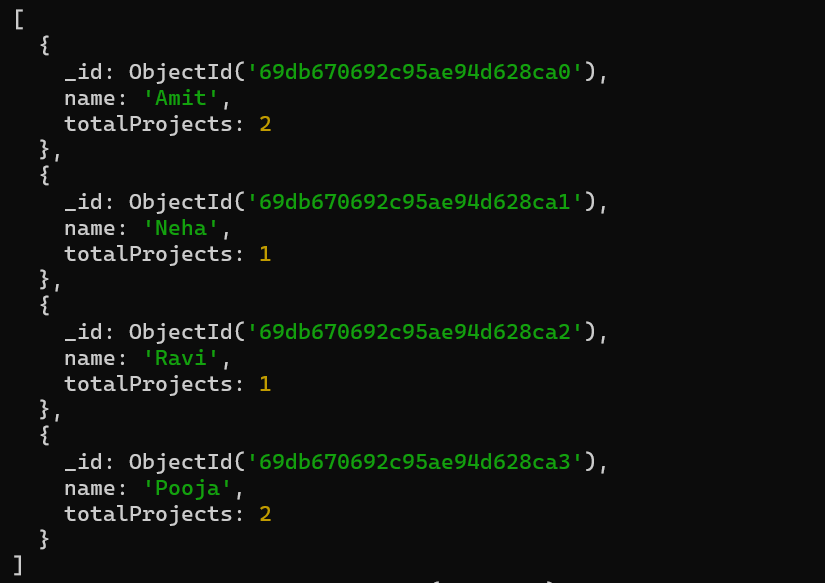 [
  {
    _id: ObjectId('69db670692c95ae94d628ca0'),
    name: 'Amit',
    totalProjects: 2
  },
  {
    _id: ObjectId('69db670692c95ae94d628ca1'),
    name: 'Neha',
    totalProjects: 1
  },
  {
    _id: ObjectId('69db670692c95ae94d628ca2'),
    name: 'Ravi',
    totalProjects: 1
  },
  {
    _id: ObjectId('69db670692c95ae94d628ca3'),
    name: 'Pooja',
    totalProjects: 2
  }
]